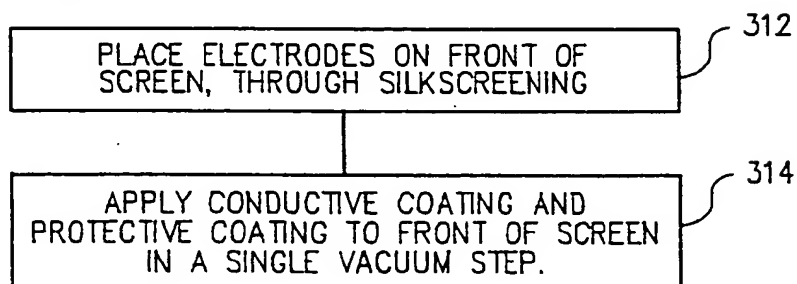 312
PLACE ELECTRODES ON FRONT OF
SCREEN, THROUGH SILKSCREENING
314
APPLY CONDUCTIVE COATING AND
PROTECTIVE COATING TO FRONT OF SCREEN
IN A SINGLE VACUUM STEP.